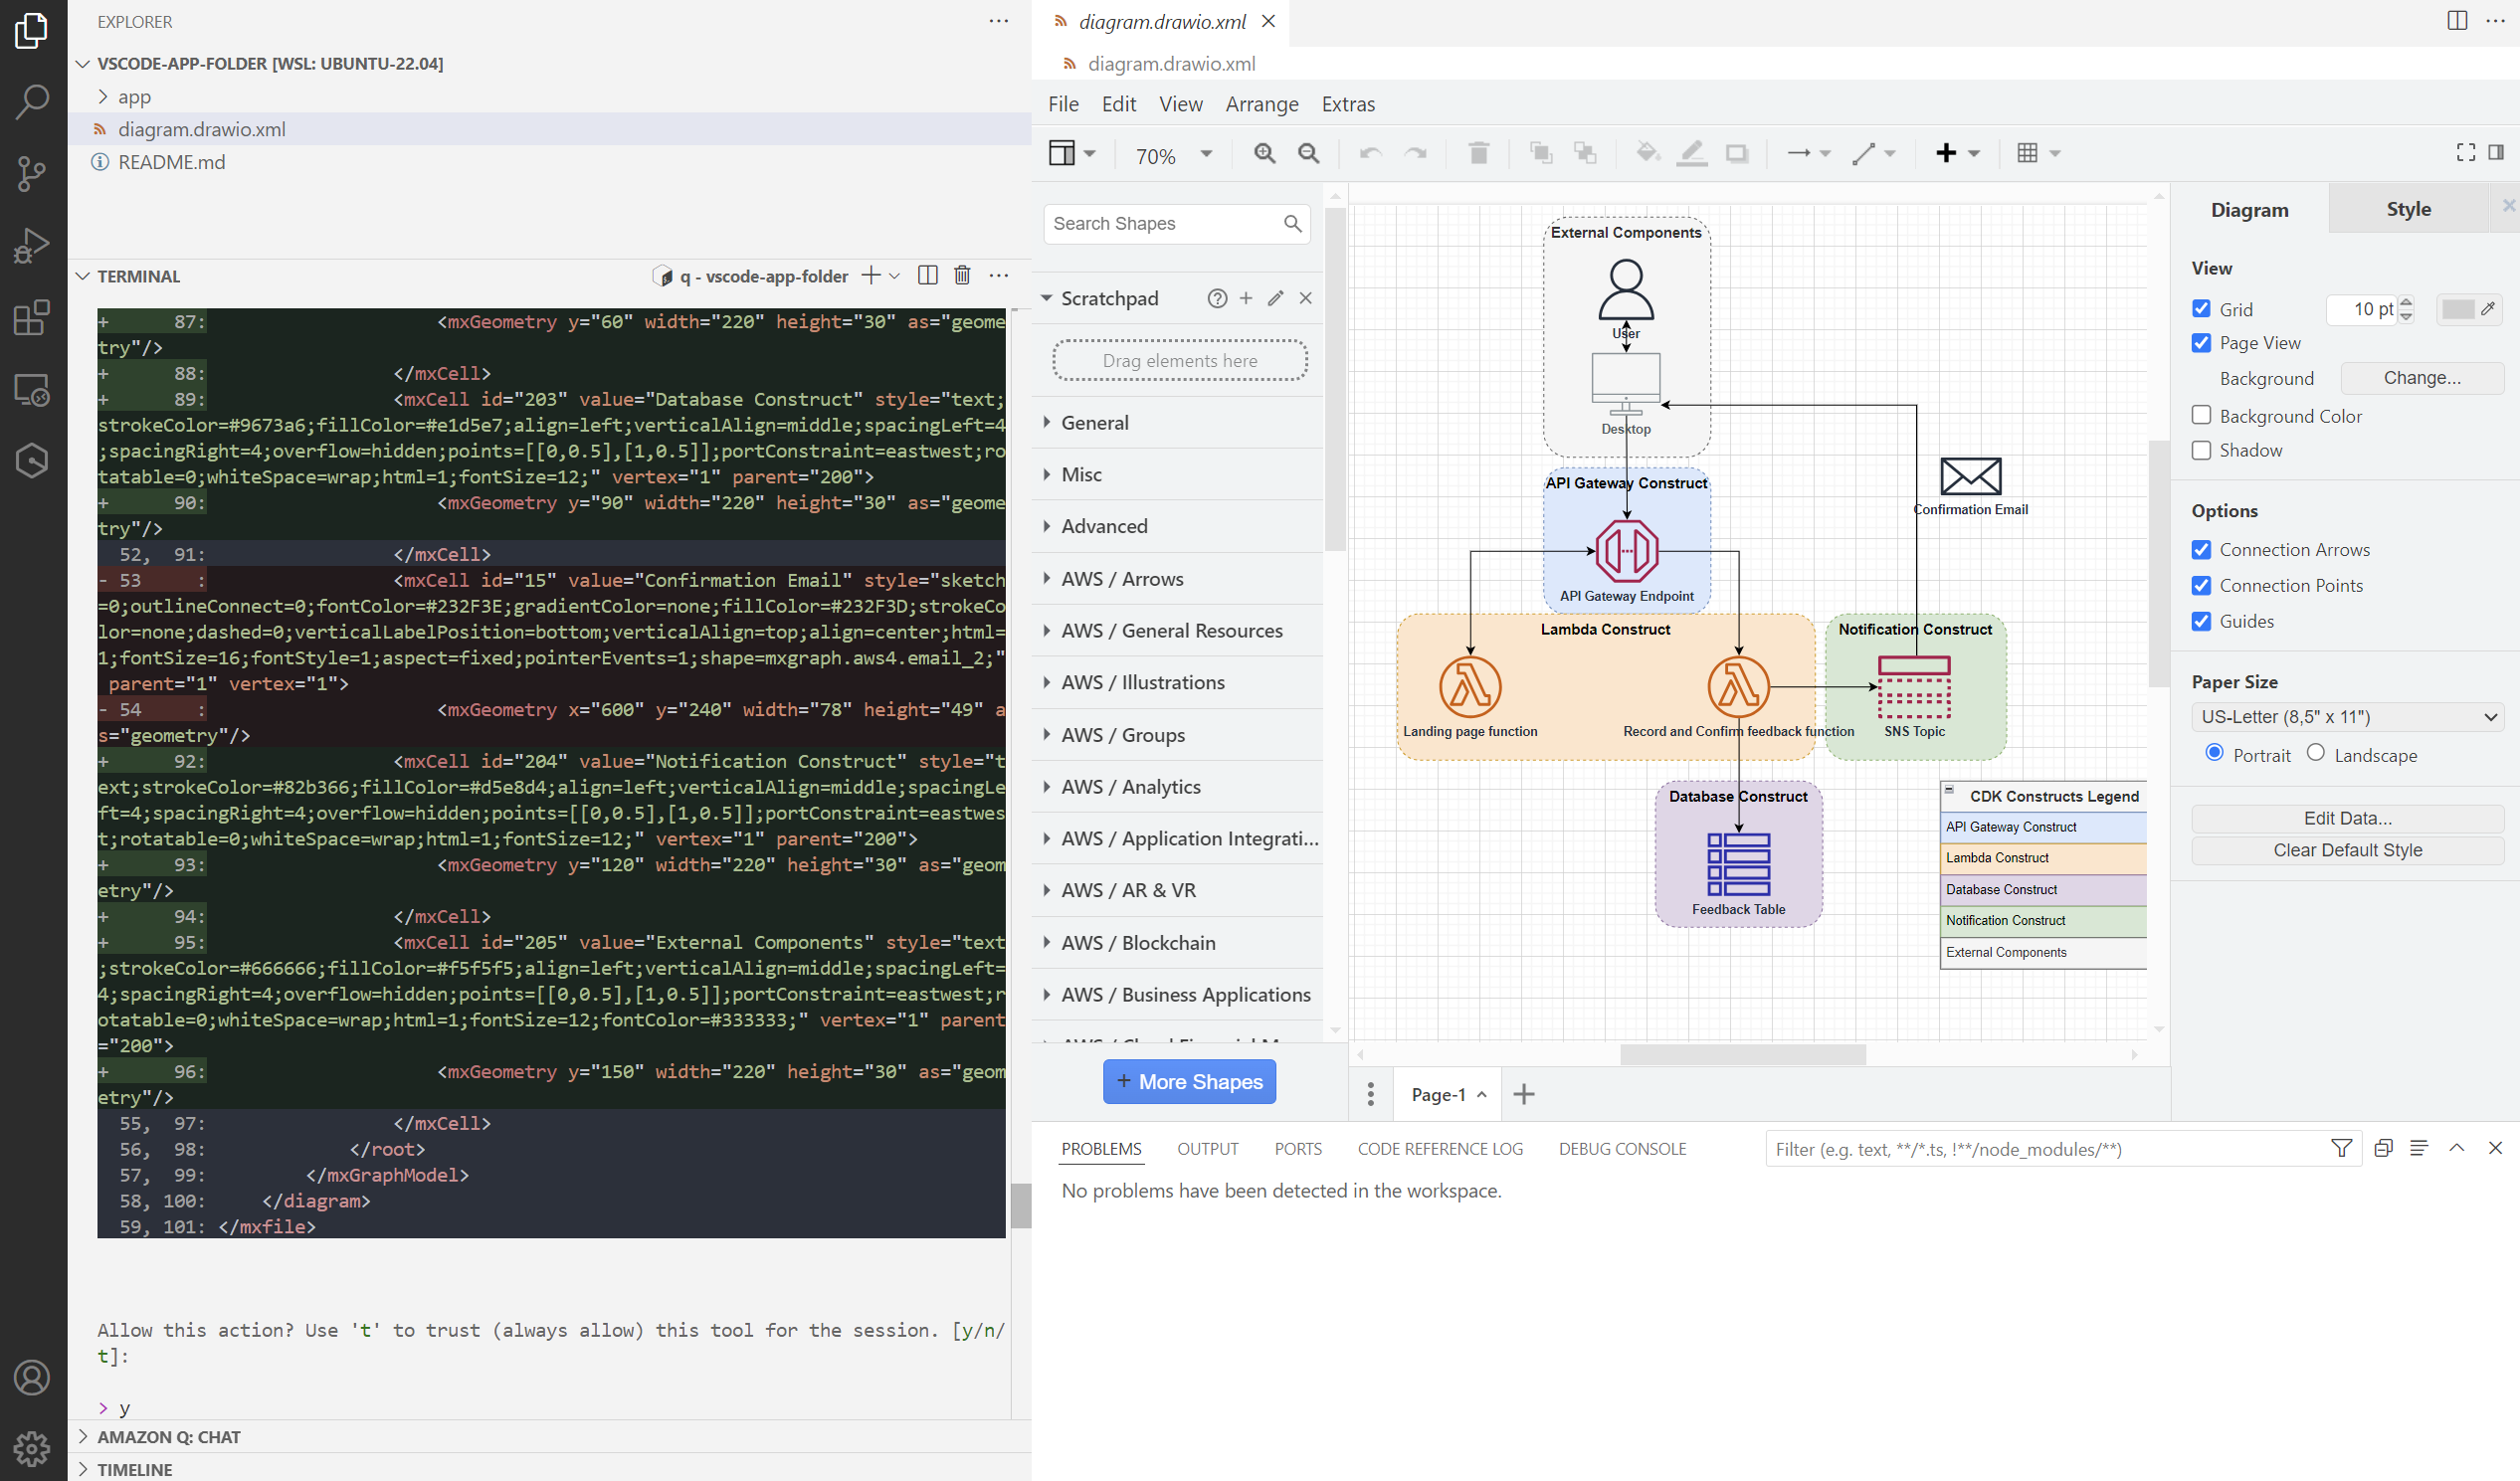 EXPLORER
VSCODE-APP-FOLDER [WSL: UBUNTU-22.04]
app
diagram.drawio.xml
README.md
TERMINAL
q - vscode-app-folder
+ 87: <mxGeometry y="60" width="220" height="30" as="geome
try"/>
+ 88: </mxCell>
+ 89: <mxCell id="203" value="Database Construct" style="text;
strokeColor=#9673a6;fillColor=#e1d5e7;align=left;verticalAlign=middle;spacingLeft=4
;spacingRight=4;overflow=hidden;points=[[0,0.5],[1,0.5]];portConstraint=eastwest;ro
tatable=0;whiteSpace=wrap;html=1;fontSize=12;" vertex="1" parent="200">
+ 90: <mxGeometry y="90" width="220" height="30" as="geome
try"/>
52, 91: </mxCell>
- 53 : <mxCell id="15" value="Confirmation Email" style="sketch
=0;outlineConnect=0;fontColor=#232F3E;gradientColor=none;fillColor=#232F3D;strokeCo
lor=none;dashed=0;verticalLabelPosition=bottom;verticalAlign=top;align=center;html=
1;fontSize=16;fontStyle=1;aspect=fixed;pointerEvents=1;shape=mxgraph.aws4.email_2;"
parent="1" vertex="1">
- 54 : <mxGeometry x="600" y="240" width="78" height="49" a
s="geometry"/>
+ 92: <mxCell id="204" value="Notification Construct" style="t
ext;strokeColor=#82b366;fillColor=#d5e8d4;align=left;verticalAlign=middle;spacingLe
ft=4;spacingRight=4;overflow=hidden;points=[[0,0.5],[1,0.5]];portConstraint=eastwes
t;rotatable=0;whiteSpace=wrap;html=1;fontSize=12;" vertex="1" parent="200">
+ 93: <mxGeometry y="120" width="220" height="30" as="geom
etry"/>
+ 94: </mxCell>
+ 95: <mxCell id="205" value="External Components" style="text
;strokeColor=#666666;fillColor=#f5f5f5;align=left;verticalAlign=middle;spacingLeft=
4;spacingRight=4;overflow=hidden;points=[[0,0.5],[1,0.5]];portConstraint=eastwest;r
otatable=0;whiteSpace=wrap;html=1;fontSize=12;fontColor=#333333;" vertex="1" parent
="200">
+ 96: <mxGeometry y="150" width="220" height="30" as="geom
etry"/>
55, 97: </mxCell>
56, 98: </root>
57, 99: </mxGraphModel>
58, 100: </diagram>
59, 101: </mxfile>
Allow this action? Use 't' to trust (always allow) this tool for the session. [y/n/
t]:
> y
AMAZON Q: CHAT
TIMELINE
diagram.drawio.xml
diagram.drawio.xml
File Edit View Arrange Extras
70%
Search Shapes
Scratchpad
Drag elements here
General
Misc
Advanced
AWS / Arrows
AWS / General Resources
AWS / Illustrations
AWS / Groups
AWS / Analytics
AWS / Application Integrati...
AWS / AR & VR
AWS / Blockchain
AWS / Business Applications
+ More Shapes
External Components
User
Desktop
Confirmation Email
API Gateway Construct
API Gateway Endpoint
Lambda Construct
Landing page function
Record and Confirm feedback function
Notification Construct
SNS Topic
Database Construct
Feedback Table
CDK Constructs Legend
API Gateway Construct
Lambda Construct
Database Construct
Notification Construct
External Components
Page-1
Diagram
Style
View
Grid
10 pt
Page View
Background
Change...
Background Color
Shadow
Options
Connection Arrows
Connection Points
Guides
Paper Size
US-Letter (8,5" x 11")
Portrait
Landscape
Edit Data...
Clear Default Style
PROBLEMS OUTPUT PORTS CODE REFERENCE LOG DEBUG CONSOLE
Filter (e.g. text, **/*.ts, !**/node_modules/**)
No problems have been detected in the workspace.